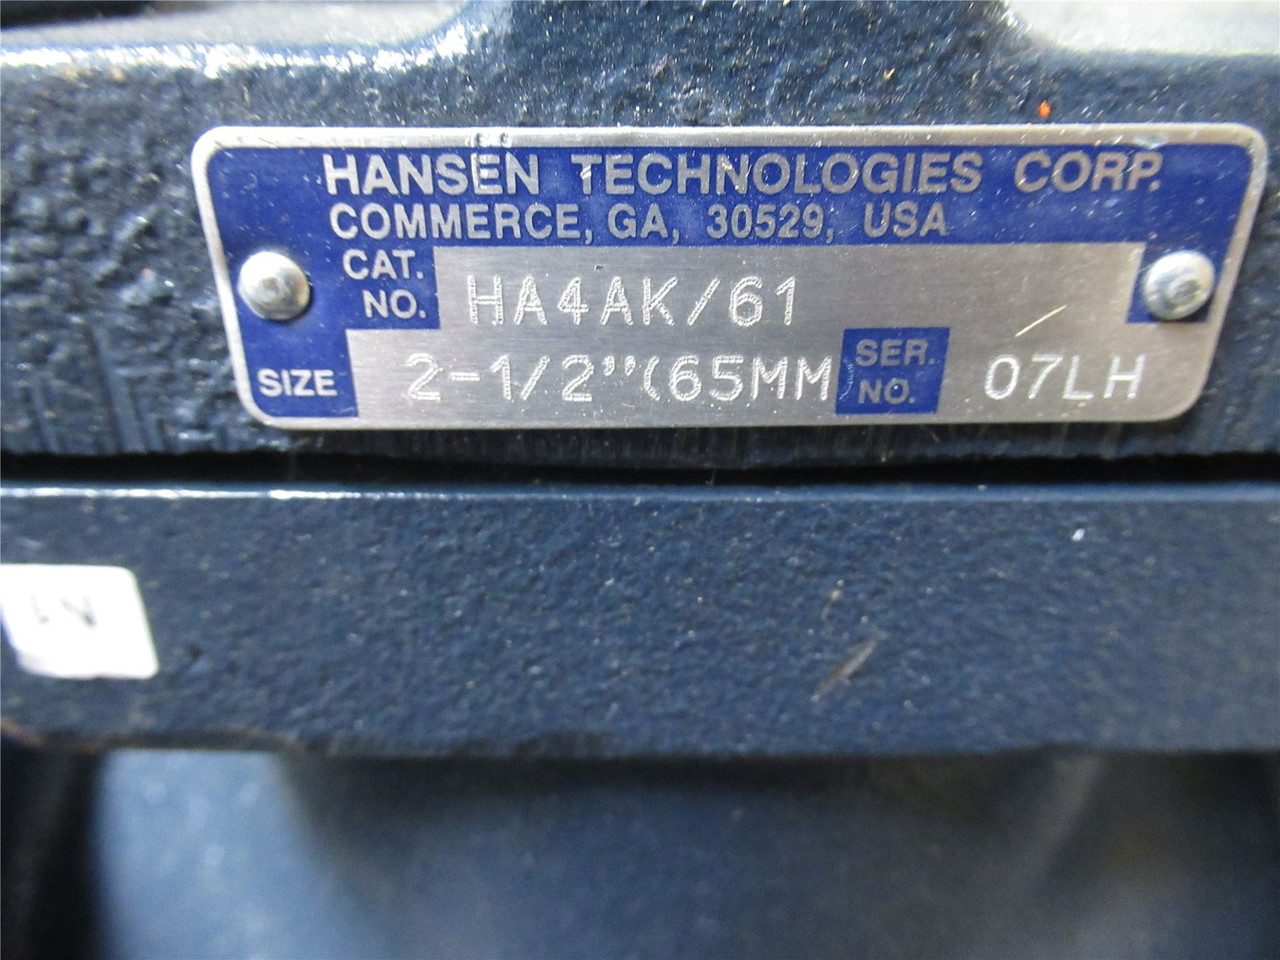 HANSEN TECHNOLOGIES CORP.
COMMERCE, GA, 30529, USA
CAT. NO. HA4AK/61
SIZE 2-1/2"(65MM SER. NO. 07LH